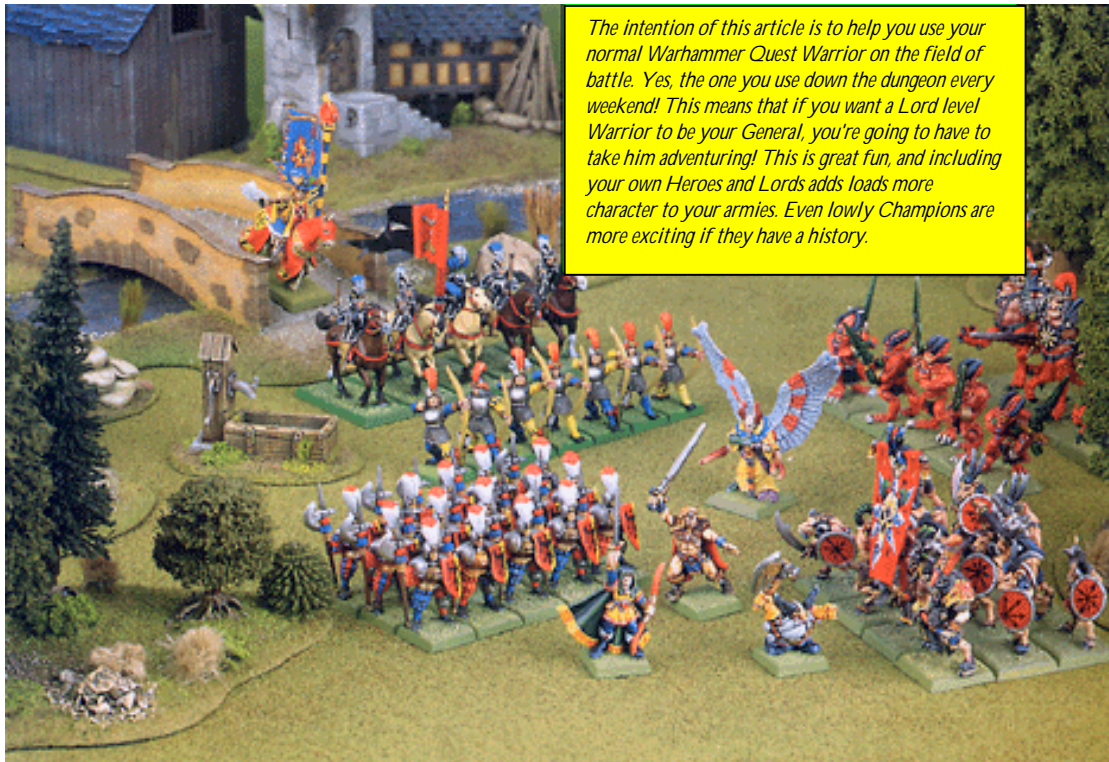 The intention of this article is to help you use your
normal Warhammer Quest Warrior on the field of
battle. Yes, the one you use down the dungeon every
weekend! This means that if you want a Lord level
Warrior to be your General, you're going to have to
take him adventuring! This is great fun, and including
your own Heroes and Lords adds loads more
character to your armies. Even lowly Champions are
more exciting if they have a history.